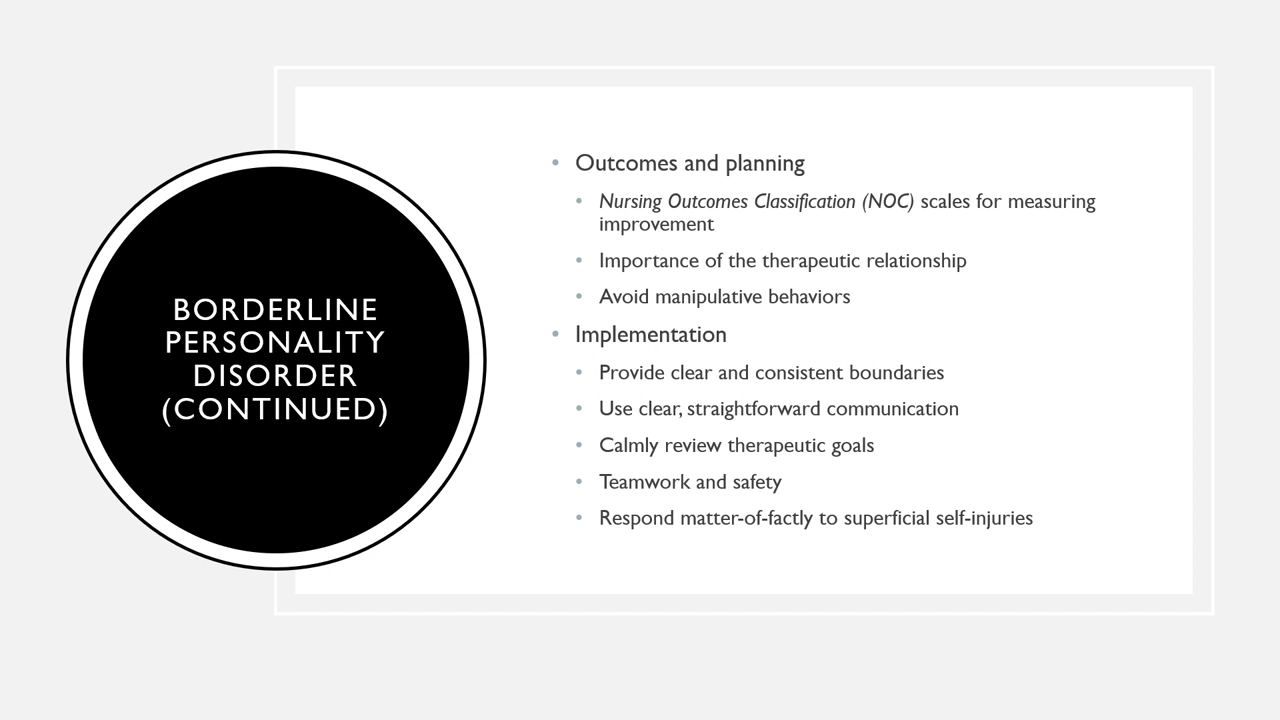 BORDERLINE
PERSONALITY
DISORDER
(CONTINUED)
• Outcomes and planning
• Nursing Outcomes Classification (NOC) scales for measuring
improvement
• Importance of the therapeutic relationship
• Avoid manipulative behaviors
• Implementation
• Provide clear and consistent boundaries
• Use clear, straightforward communication
• Calmly review therapeutic goals
• Teamwork and safety
• Respond matter-of-factly to superficial self-injuries